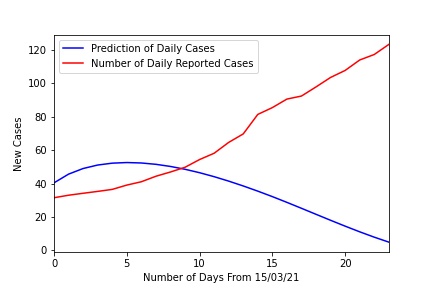 Prediction of Daily Cases
Number of Daily Reported Cases
120
100
80
60
40
20
0
New Cases
0 5 10 15 20
Number of Days From 15/03/21